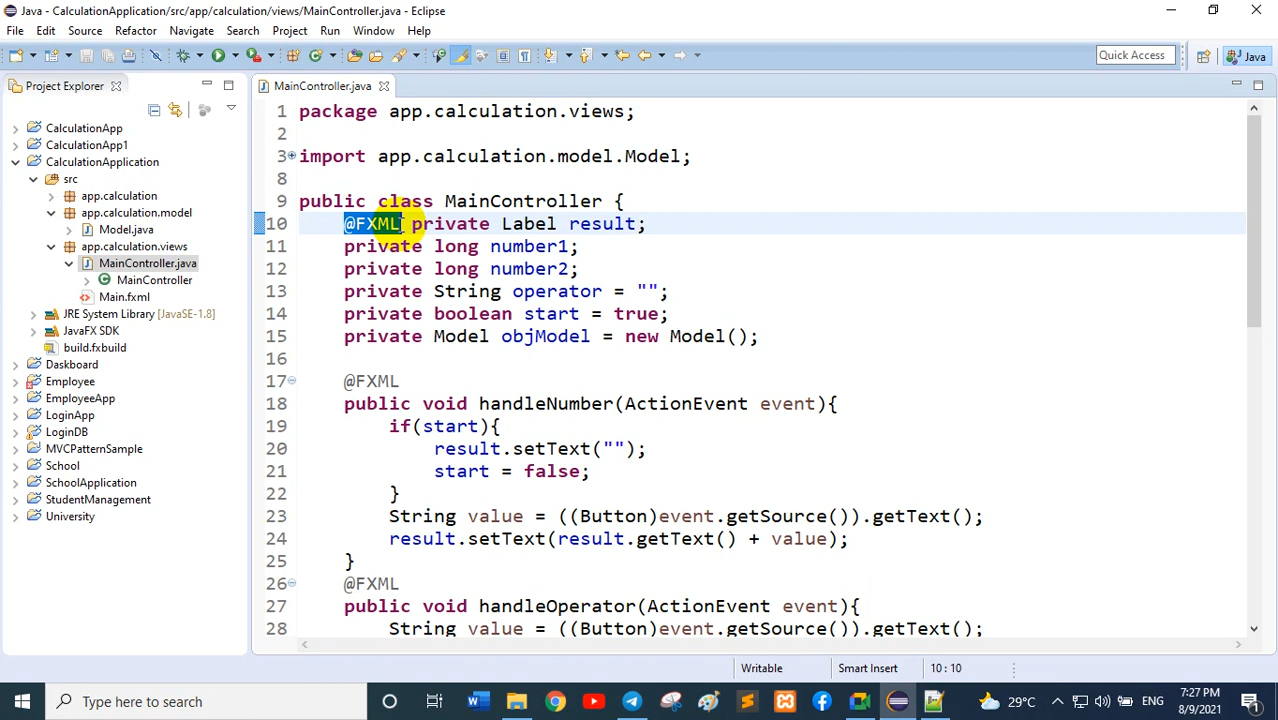 Java - CalculationApplication/src/app/calculation/views/MainController.java - Eclipse
File Edit Source Refactor Navigate Search Project Run Window Help
Quick Access
Java
Project Explorer
MainController.java
CalculationApp
CalculationApp1
CalculationApplication
src
app.calculation
app.calculation.model
Model.java
app.calculation.views
MainController.java
MainController
Main.fxml
JRE System Library [JavaSE-1.8]
JavaFX SDK
build.fxbuild
Daskboard
Employee
EmployeeApp
LoginApp
LoginDB
MVCPatternSample
School
SchoolApplication
StudentManagement
University
1 package app.calculation.views;
2
3 import app.calculation.model.Model;
8
9 public class MainController {
10 @FXML private Label result;
11 private long number1;
12 private long number2;
13 private String operator = "";
14 private boolean start = true;
15 private Model objModel = new Model();
16
17 @FXML
18 public void handleNumber(ActionEvent event){
19 if(start){
20 result.setText("");
21 start = false;
22 }
23 String value = ((Button)event.getSource()).getText();
24 result.setText(result.getText() + value);
25 }
26 @FXML
27 public void handleOperator(ActionEvent event){
28 String value = ((Button)event.getSource()).getText();
Writable Smart Insert 10 : 10
Type here to search
29°C ENG 7:27 PM
8/9/2021